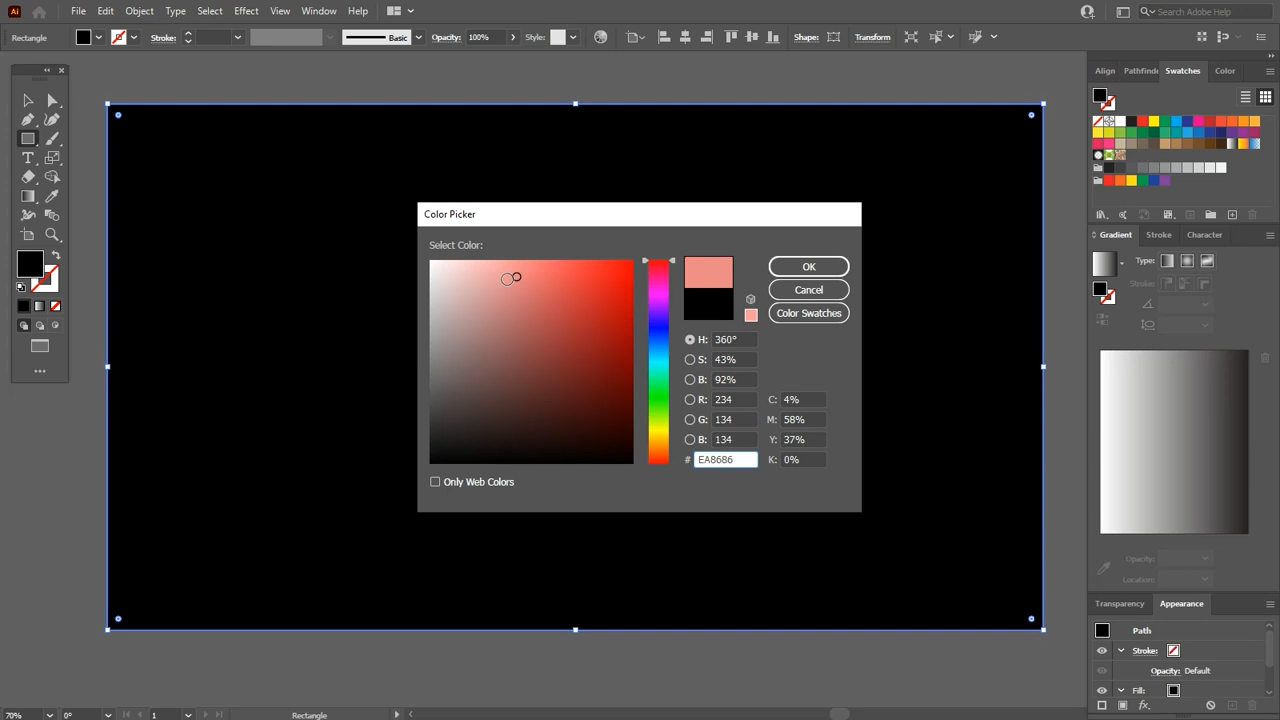 Ai File Edit Object Type Select Effect View Window Help Search Adobe Help
Rectangle Stroke: Basic Opacity: 100% Style: Shape: Transform
Align Pathfinde Swatches Color
Color Picker
Select Color:
OK
Cancel
Color Swatches
H: 360°
S: 43%
B: 92%
R: 234 C: 4%
G: 134 M: 58%
B: 134 Y: 37%
# EA8686 K: 0%
Only Web Colors
Gradient Stroke Character
Type:
Stroke:
Opacity:
Location:
Transparency Appearance
Path
Stroke:
Opacity: Default
Fill:
fx
70% 0° 1 Rectangle